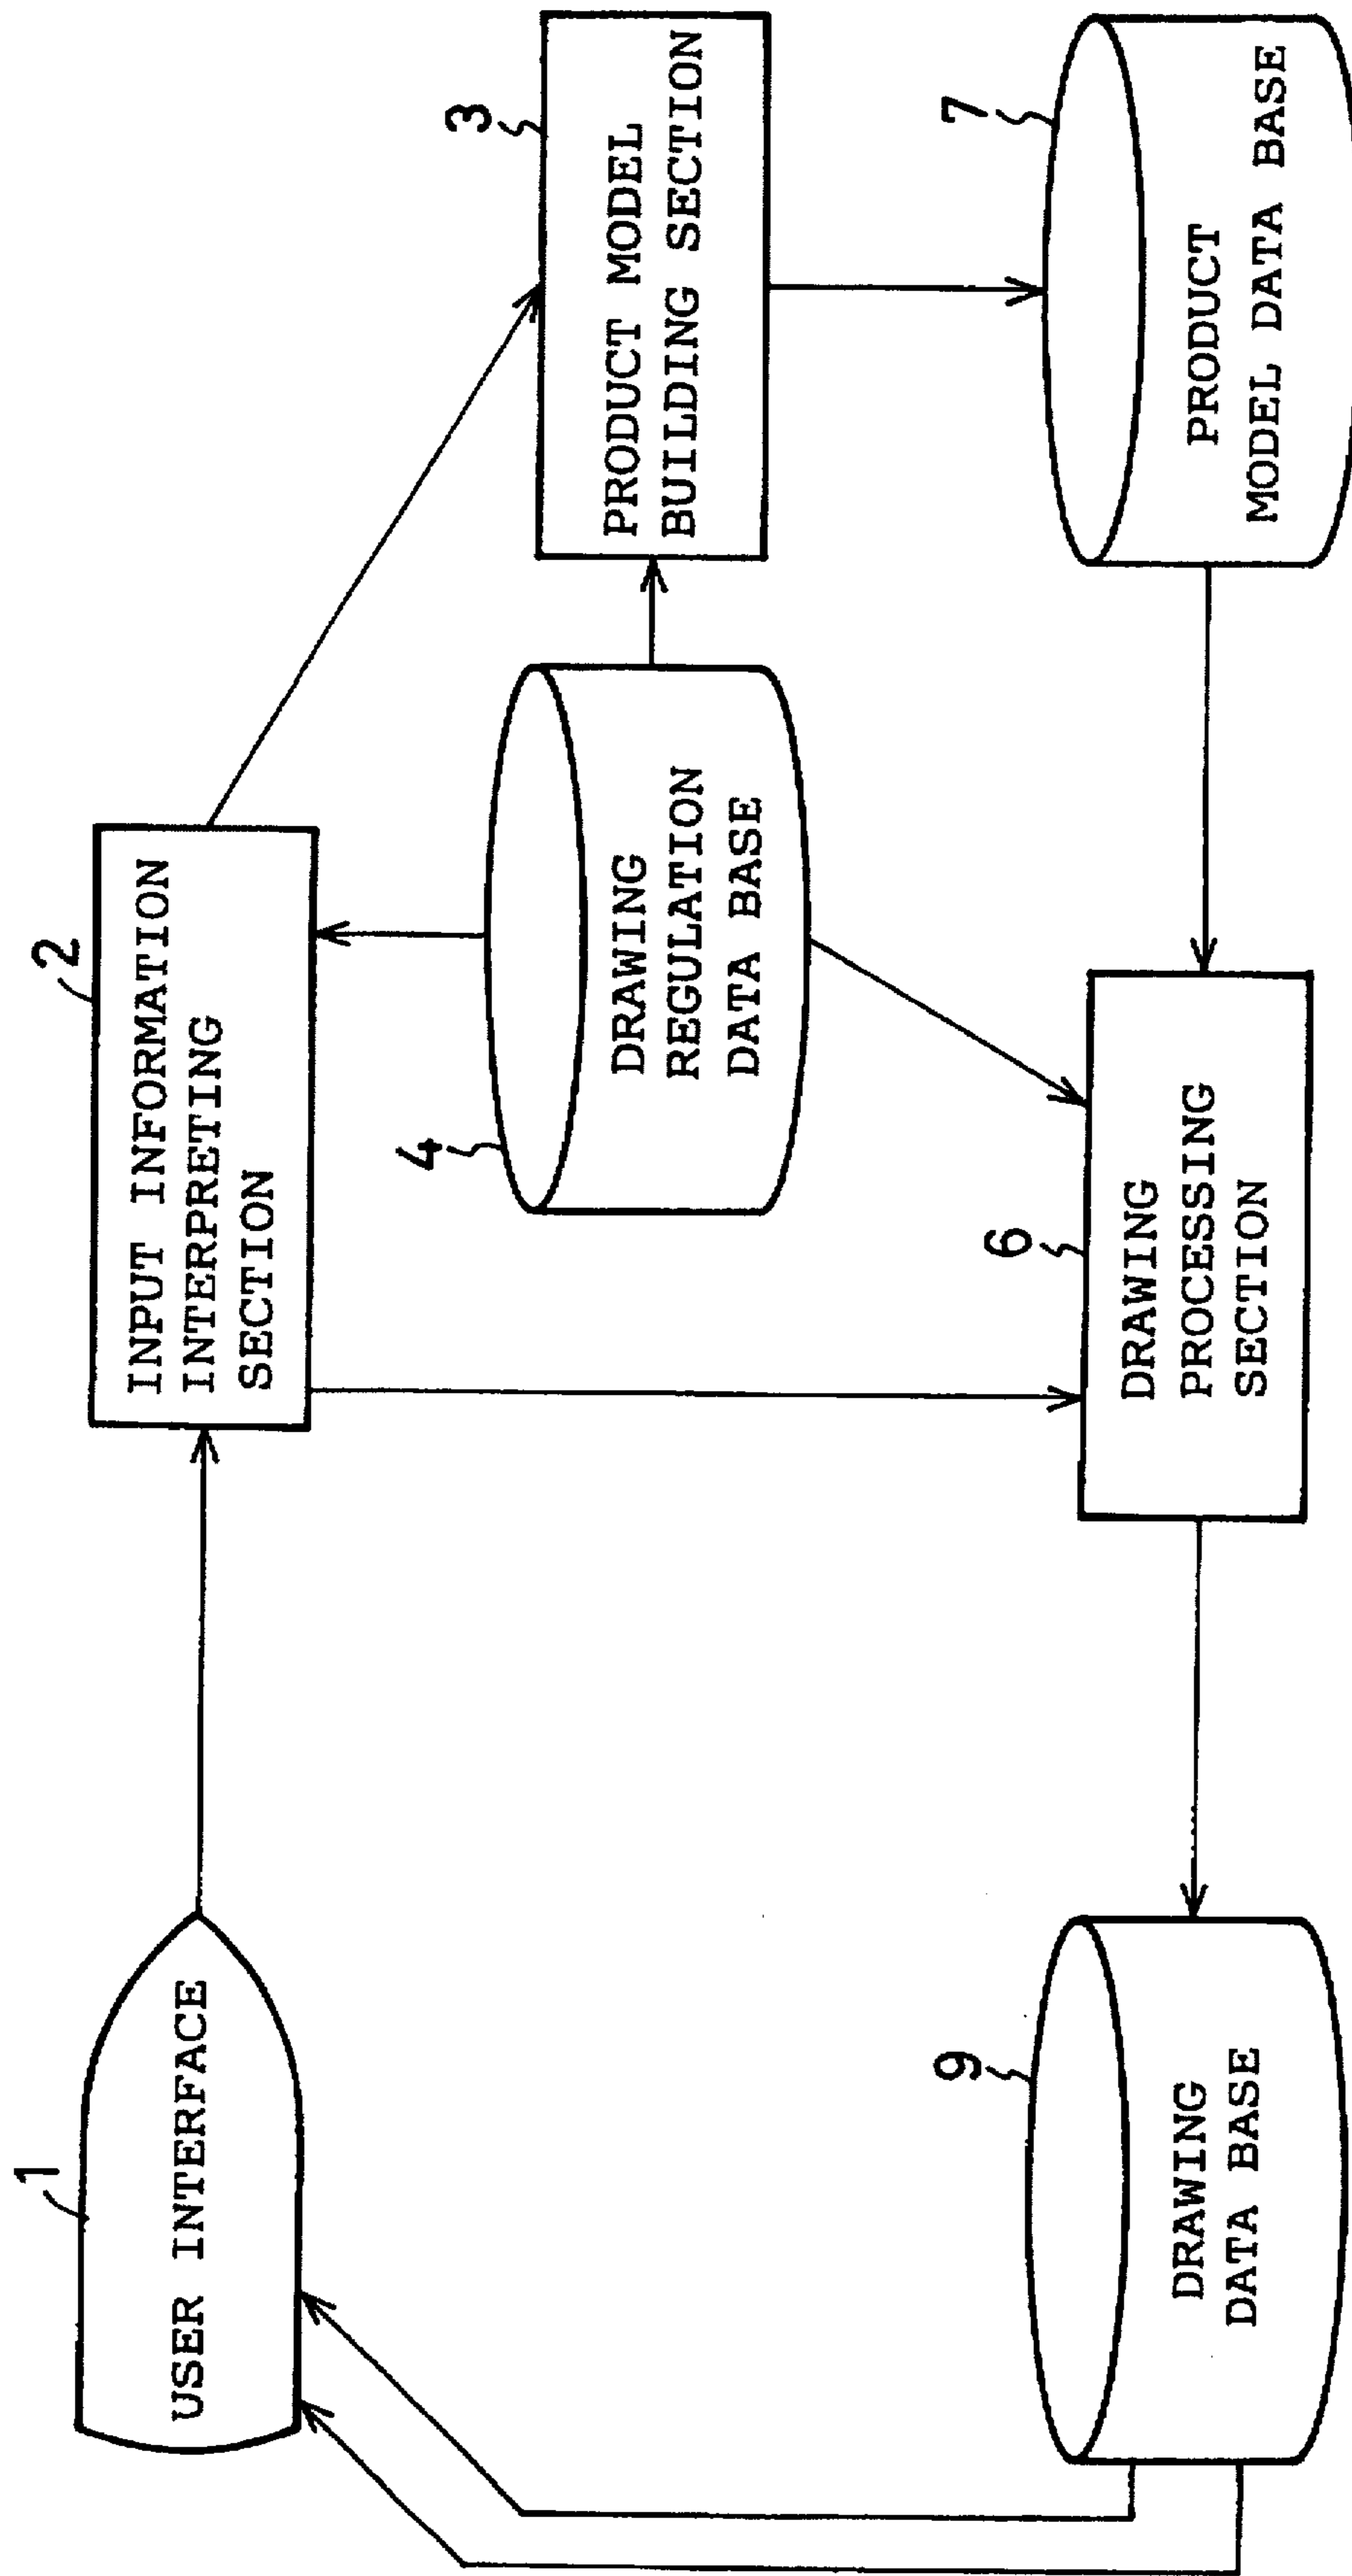 1
USER INTERFACE
2
INPUT INFORMATION
INTERPRETING
SECTION
3
PRODUCT MODEL
BUILDING SECTION
4
DRAWING
REGULATION
DATA BASE
9
DRAWING
DATA BASE
6
DRAWING
PROCESSING
SECTION
7
PRODUCT
MODEL DATA BASE